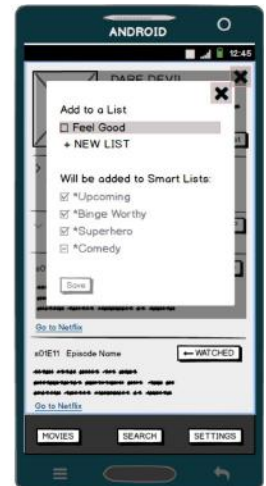 ANDROID
12:45
DARE DEVIL
Add to a List
Feel Good
+ NEW LIST
Will be added to Smart Lists:
*Upcoming
*Binge Worthy
*Superhero
*Comedy
Save
Go to Netflix
s01E11 Episode Name
←WATCHED
Go to Netflix
MOVIES
SEARCH
SETTINGS